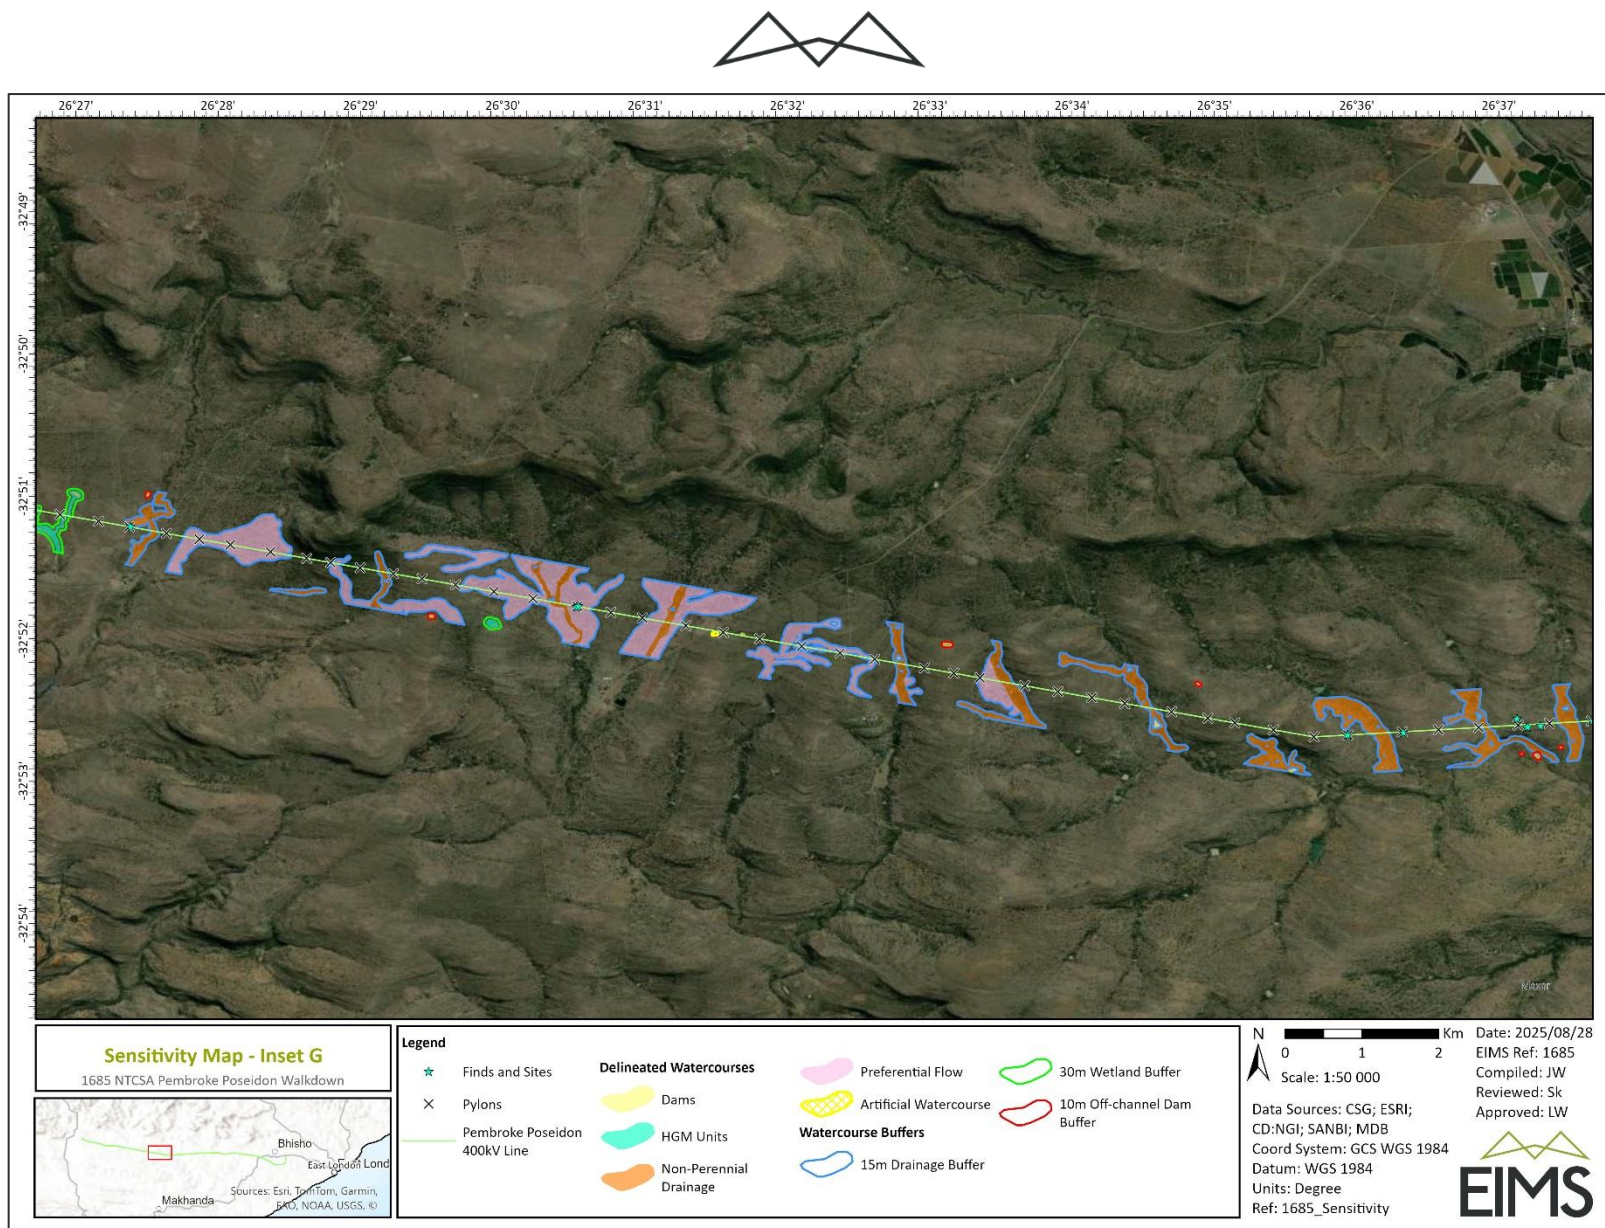 26°27' 26°28' 26°29' 26°30' 26°31' 26°32' 26°33' 26°34' 26°35' 26°36' 26°37'
-32°49'
-32°50'
-32°51'
-32°52'
-32°53'
-32°54'
Maxar
Sensitivity Map - Inset G
1685 NTCSA Pembroke Poseidon Walkdown
Bhisho
East London
Lond
Makhanda
Sources: Esri, TomTom, Garmin,
FAO, NOAA, USGS, ©
Legend
Finds and Sites
Pylons
Pembroke Poseidon
400kV Line
Delineated Watercourses
Dams
HGM Units
Non-Perennial
Drainage
Preferential Flow
Artificial Watercourse
Watercourse Buffers
15m Drainage Buffer
30m Wetland Buffer
10m Off-channel Dam
Buffer
N
Km
0 1 2
Scale: 1:50 000
Data Sources: CSG; ESRI;
CD:NGI; SANBI; MDB
Coord System: GCS WGS 1984
Datum: WGS 1984
Units: Degree
Ref: 1685_Sensitivity
Date: 2025/08/28
EIMS Ref: 1685
Compiled: JW
Reviewed: Sk
Approved: LW
EIMS